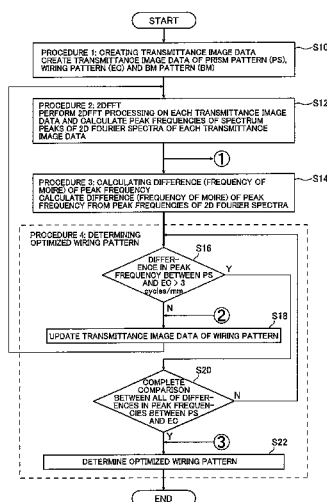 START
S10
PROCEDURE 1: CREATING TRANSMITTANCE IMAGE DATA
CREATE TRANSMITTANCE IMAGE DATA OF PRISM PATTERN (PS),
WIRING PATTERN (EC) AND BM PATTERN (BM)
S12
PROCEDURE 2: 2DFFT
PERFORM 2DFFT PROCESSING ON EACH TRANSMITTANCE IMAGE
DATA AND CALCULATE PEAK FREQUENCIES OF SPECTRUM
PEAKS OF 2D FOURIER SPECTRA OF EACH TRANSMITTANCE
IMAGE DATA
1
S14
PROCEDURE 3: CALCULATING DIFFERENCE (FREQUENCY OF
MOIRE) OF PEAK FREQUENCY
CALCULATE DIFFERENCE (FREQUENCY OF MOIRE) OF PEAK
FREQUENCY FROM PEAK FREQUENCIES OF 2D FOURIER SPECTRA
PROCEDURE 4: DETERMINING
OPTIMIZED WIRING PATTERN
S16
DIFFER-
ENCE IN PEAK
FREQUENCY BETWEEN PS
AND EC > 3
cycles/mm
Y
N
2
S18
UPDATE TRANSMITTANCE IMAGE DATA OF WIRING PATTERN
S20
COMPLETE
COMPARISON
BETWEEN ALL OF DIFFER-
ENCES IN PEAK FREQUEN-
CIES BETWEEN PS
AND EC
N
Y
3
S22
DETERMINE OPTIMIZED WIRING PATTERN
END